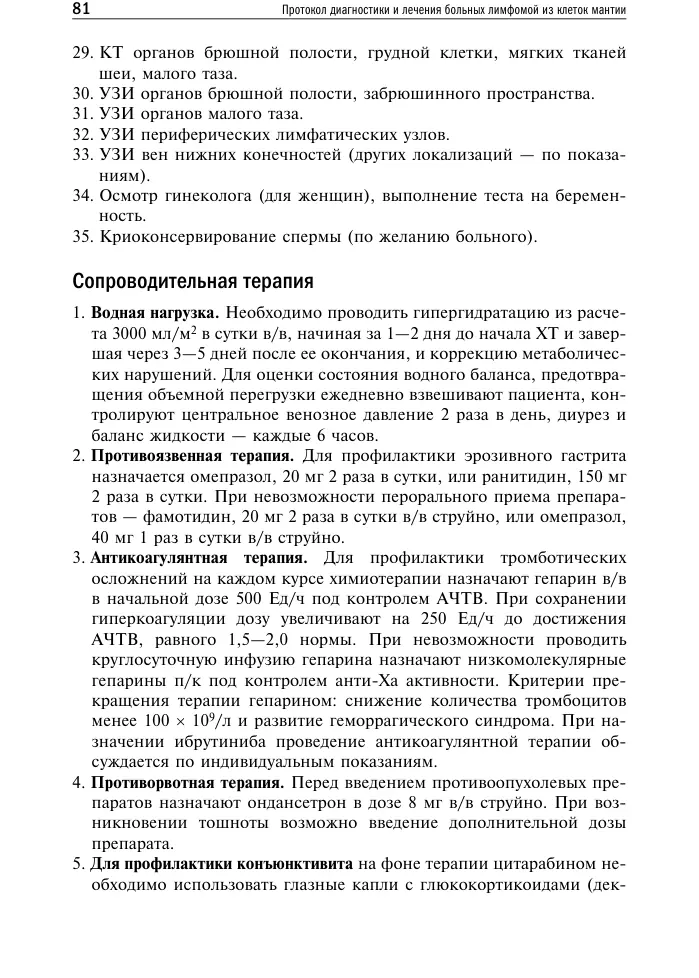 81 Протокол диагностики и лечения больных лимфомой из клеток мантии
29. КТ органов брюшной полости, грудной клетки, мягких тканей
шеи, малого таза.
30. УЗИ органов брюшной полости, забрюшинного пространства.
31. УЗИ органов малого таза.
32. УЗИ периферических лимфатических узлов.
33. УЗИ вен нижних конечностей (других локализаций — по показа-
ниям).
34. Осмотр гинеколога (для женщин), выполнение теста на беремен-
ность.
35. Криоконсервирование спермы (по желанию больного).
Сопроводительная терапия
1. Водная нагрузка. Необходимо проводить гипергидратацию из расче-
та 3000 мл/м² в сутки в/в, начиная за 1—2 дня до начала ХТ и завер-
шая через 3—5 дней после ее окончания, и коррекцию метаболичес-
ких нарушений. Для оценки состояния водного баланса, предотвра-
щения объемной перегрузки ежедневно взвешивают пациента, кон-
тролируют центральное венозное давление 2 раза в день, диурез и
баланс жидкости — каждые 6 часов.
2. Противоязвенная терапия. Для профилактики эрозивного гастрита
назначается омепразол, 20 мг 2 раза в сутки, или ранитидин, 150 мг
2 раза в сутки. При невозможности перорального приема препара-
тов — фамотидин, 20 мг 2 раза в сутки в/в струйно, или омепразол,
40 мг 1 раз в сутки в/в струйно.
3. Антикоагулянтная терапия. Для профилактики тромботических
осложнений на каждом курсе химиотерапии назначают гепарин в/в
в начальной дозе 500 Ед/ч под контролем АЧТВ. При сохранении
гиперкоагуляции дозу увеличивают на 250 Ед/ч до достижения
АЧТВ, равного 1,5—2,0 нормы. При невозможности проводить
круглосуточную инфузию гепарина назначают низкомолекулярные
гепарины п/к под контролем анти-Ха активности. Критерии пре-
кращения терапии гепарином: снижение количества тромбоцитов
менее 100 × 10⁹/л и развитие геморрагического синдрома. При на-
значении ибрутиниба проведение антикоагулянтной терапии об-
суждается по индивидуальным показаниям.
4. Противорвотная терапия. Перед введением противоопухолевых пре-
паратов назначают ондансетрон в дозе 8 мг в/в струйно. При воз-
никновении тошноты возможно введение дополнительной дозы
препарата.
5. Для профилактики конъюнктивита на фоне терапии цитарабином не-
обходимо использовать глазные капли с глюкокортикоидами (дек-